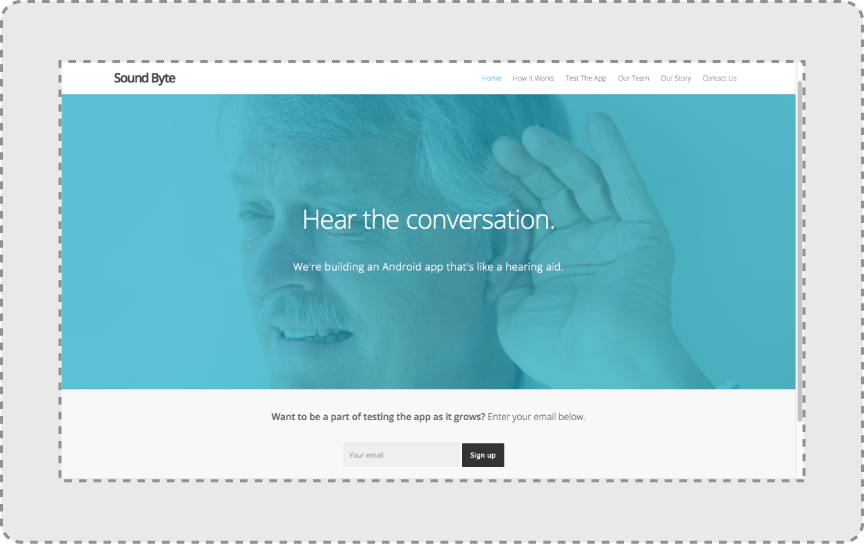 Sound Byte
Home How It Works Test The App Our Team Our Story Contact Us
Hear the conversation.
We're building an Android app that's like a hearing aid.
Want to be a part of testing the app as it grows? Enter your email below.
Your email Sign up